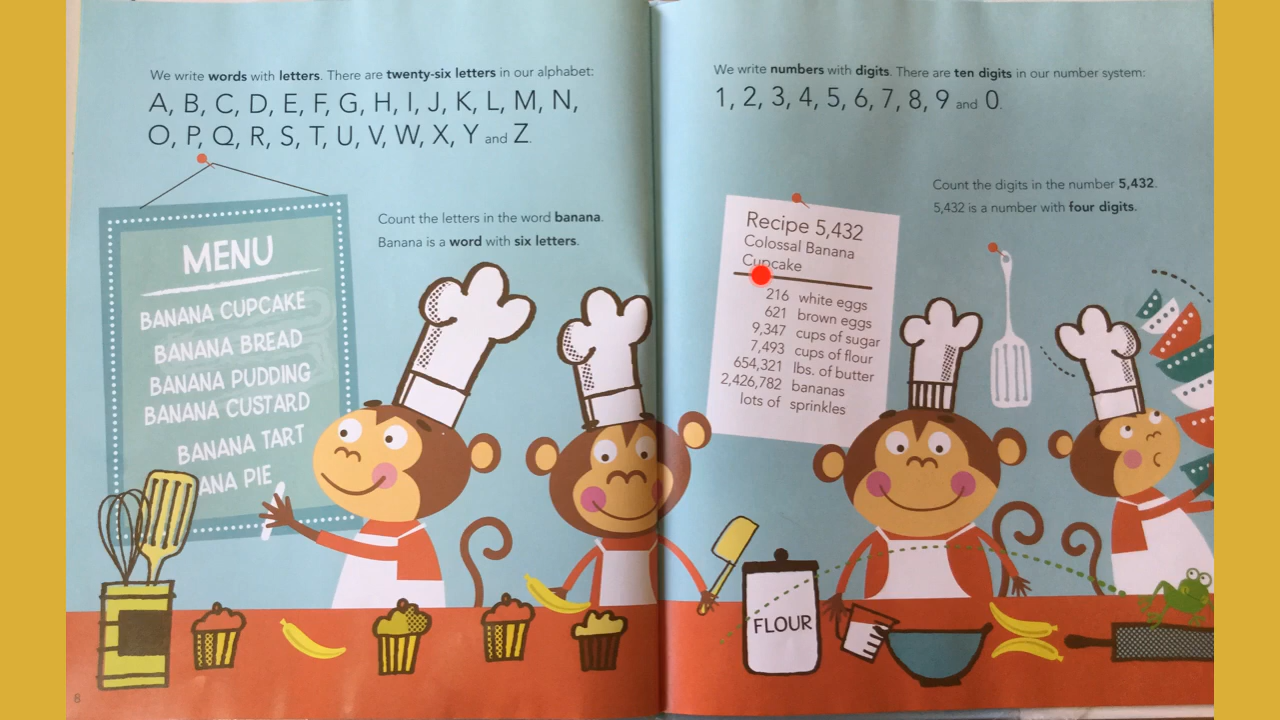 We write words with letters. There are twenty-six letters in our alphabet:
A, B, C, D, E, F, G, H, I, J, K, L, M, N,
O, P, Q, R, S, T, U, V, W, X, Y and Z.
Count the letters in the word banana.
Banana is a word with six letters.
MENU
BANANA CUPCAKE
BANANA BREAD
BANANA PUDDING
BANANA CUSTARD
BANANA TART
ANA PIE
8
We write numbers with digits. There are ten digits in our number system:
1, 2, 3, 4, 5, 6, 7, 8, 9 and 0.
Count the digits in the number 5,432.
5,432 is a number with four digits.
Recipe 5,432
Colossal Banana
Cupcake
216 white eggs
621 brown eggs
9,347 cups of sugar
7,493 cups of flour
654,321 lbs. of butter
2,426,782 bananas
lots of sprinkles
FLOUR